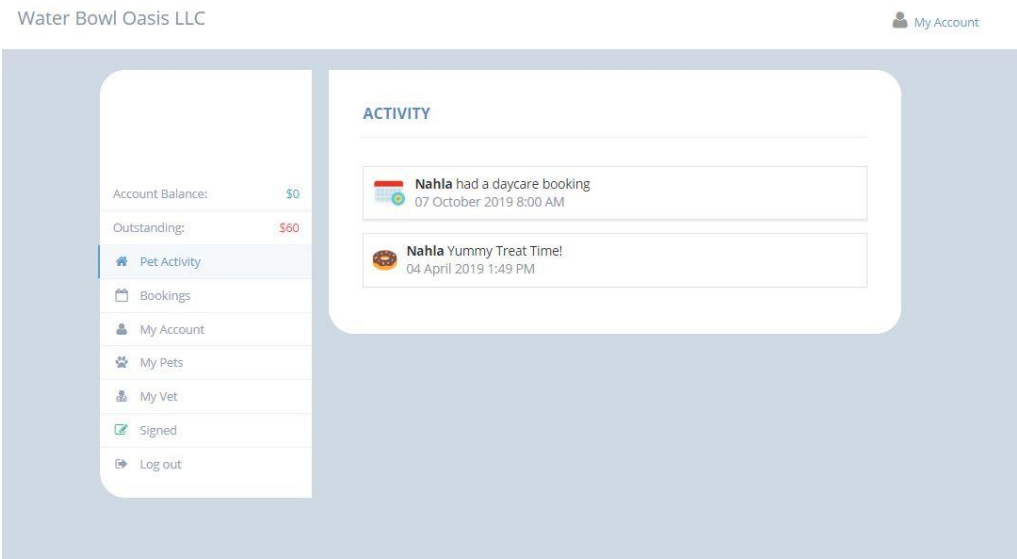 Water Bowl Oasis LLC
My Account
Account Balance: $0
Outstanding: $60
Pet Activity
Bookings
My Account
My Pets
My Vet
Signed
Log out
ACTIVITY
Nahla had a daycare booking
07 October 2019 8:00 AM
Nahla Yummy Treat Time!
04 April 2019 1:49 PM